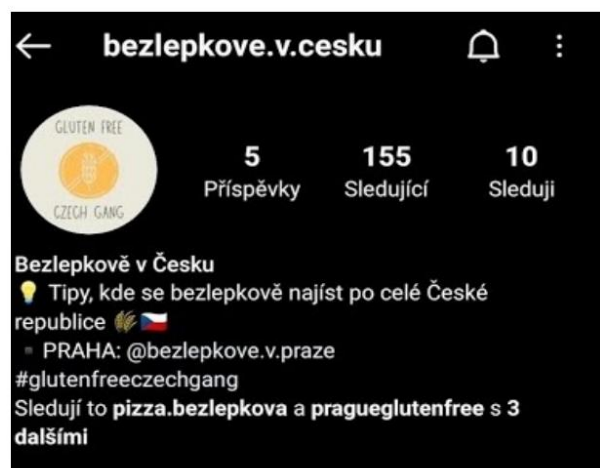 bezlepkove.v.cesku
GLUTEN FREE
CZECH GANG
5
Příspěvky
155
Sledující
10
Sleduji
Bezlepkově v Česku
💡 Tipy, kde se bezlepkově najíst po celé České
republice 🌾🇨🇿
▪ PRAHA: @bezlepkove.v.praze
#glutenfreeczechgang
Sledují to pizza.bezlepkova a pragueglutenfree s 3
dalšími